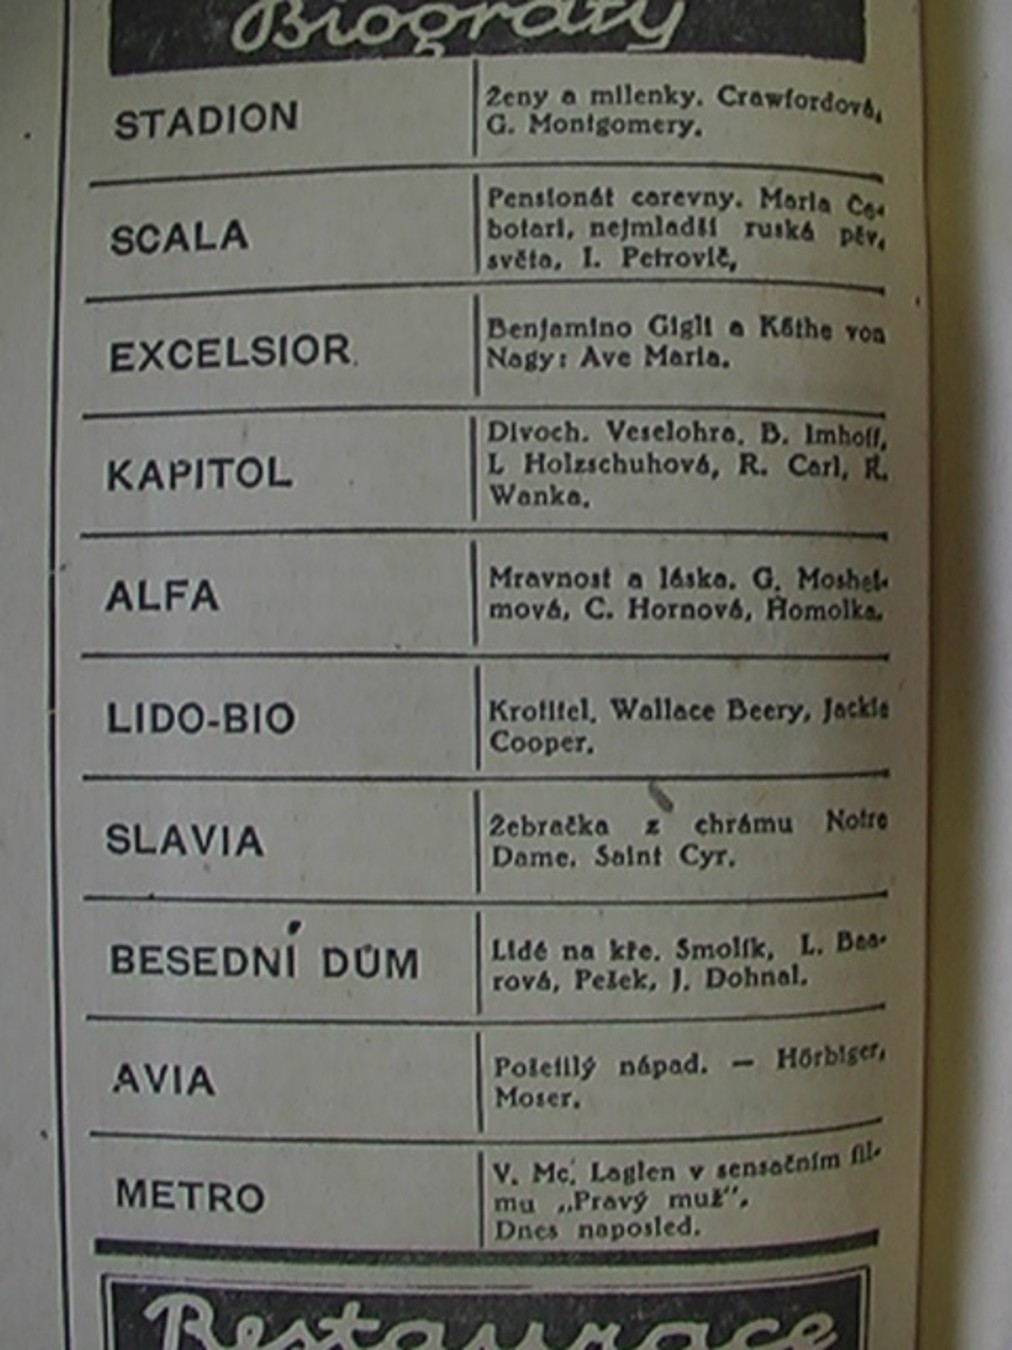 Biografy
STADION
Ženy a milenky. Crawfordová,
G. Montgomery.
SCALA
Pensionát carevny. Maria Ce-
botari, nejmladší ruská pěv.
světa, I. Petrovič,
EXCELSIOR.
Benjamino Gigli a Käthe von
Nagy: Ave Maria.
KAPITOL
Divoch. Veselohra. B. Imhoff,
L Holzschuhová, R. Carl, R.
Wanka.
ALFA
Mravnost a láska. G. Moshei-
mová, C. Hornová, Homolka.
LIDO-BIO
Krotitel. Wallace Beery, Jackie
Cooper.
SLAVIA
Žebračka z chrámu Notre
Dame. Saint Cyr.
BESEDNÍ DŮM
Lidé na kře. Smolík, L. Baa-
rová, Pešek, J. Dohnal.
AVIA
Pošetilý nápad. — Hörbiger,
Moser.
METRO
V. Mc. Laglen v sensačním fil-
mu „Pravý muž".
Dnes naposled.
Restaurace